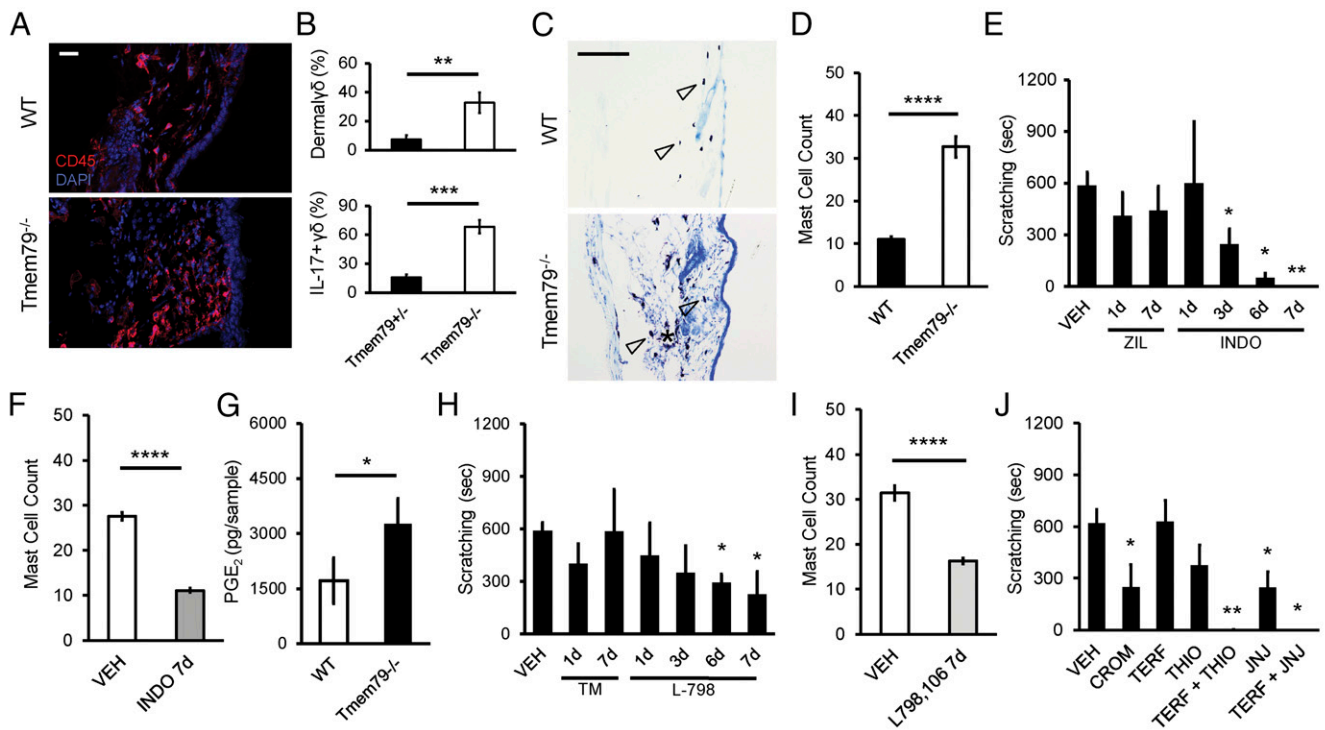 A
WT
CD45
DAPI
Tmem79-/-
B
Dermalγδ (%)
60
40
20
0
**
IL-17+ γδ (%)
90
60
30
0
***
Tmem79+/-
Tmem79-/-
C
WT
Tmem79-/-
*
D
Mast Cell Count
50
40
30
20
10
0
****
WT
Tmem79-/-
E
Scratching (sec)
1200
900
600
300
0
*
*
**
VEH
1d
7d
1d
3d
6d
7d
ZIL
INDO
F
Mast Cell Count
50
40
30
20
10
0
****
VEH
INDO 7d
G
PGE2 (pg/sample)
6000
4500
3000
1500
0
*
WT
Tmem79-/-
H
Scratching (sec)
1200
900
600
300
0
*
*
VEH
1d
7d
1d
3d
6d
7d
TM
L-798
I
Mast Cell Count
50
40
30
20
10
0
****
VEH
L798,106 7d
J
Scratching (sec)
1200
900
600
300
0
*
**
*
*
VEH
CROM
TERF
THIO
TERF + THIO
JNJ
TERF + JNJ